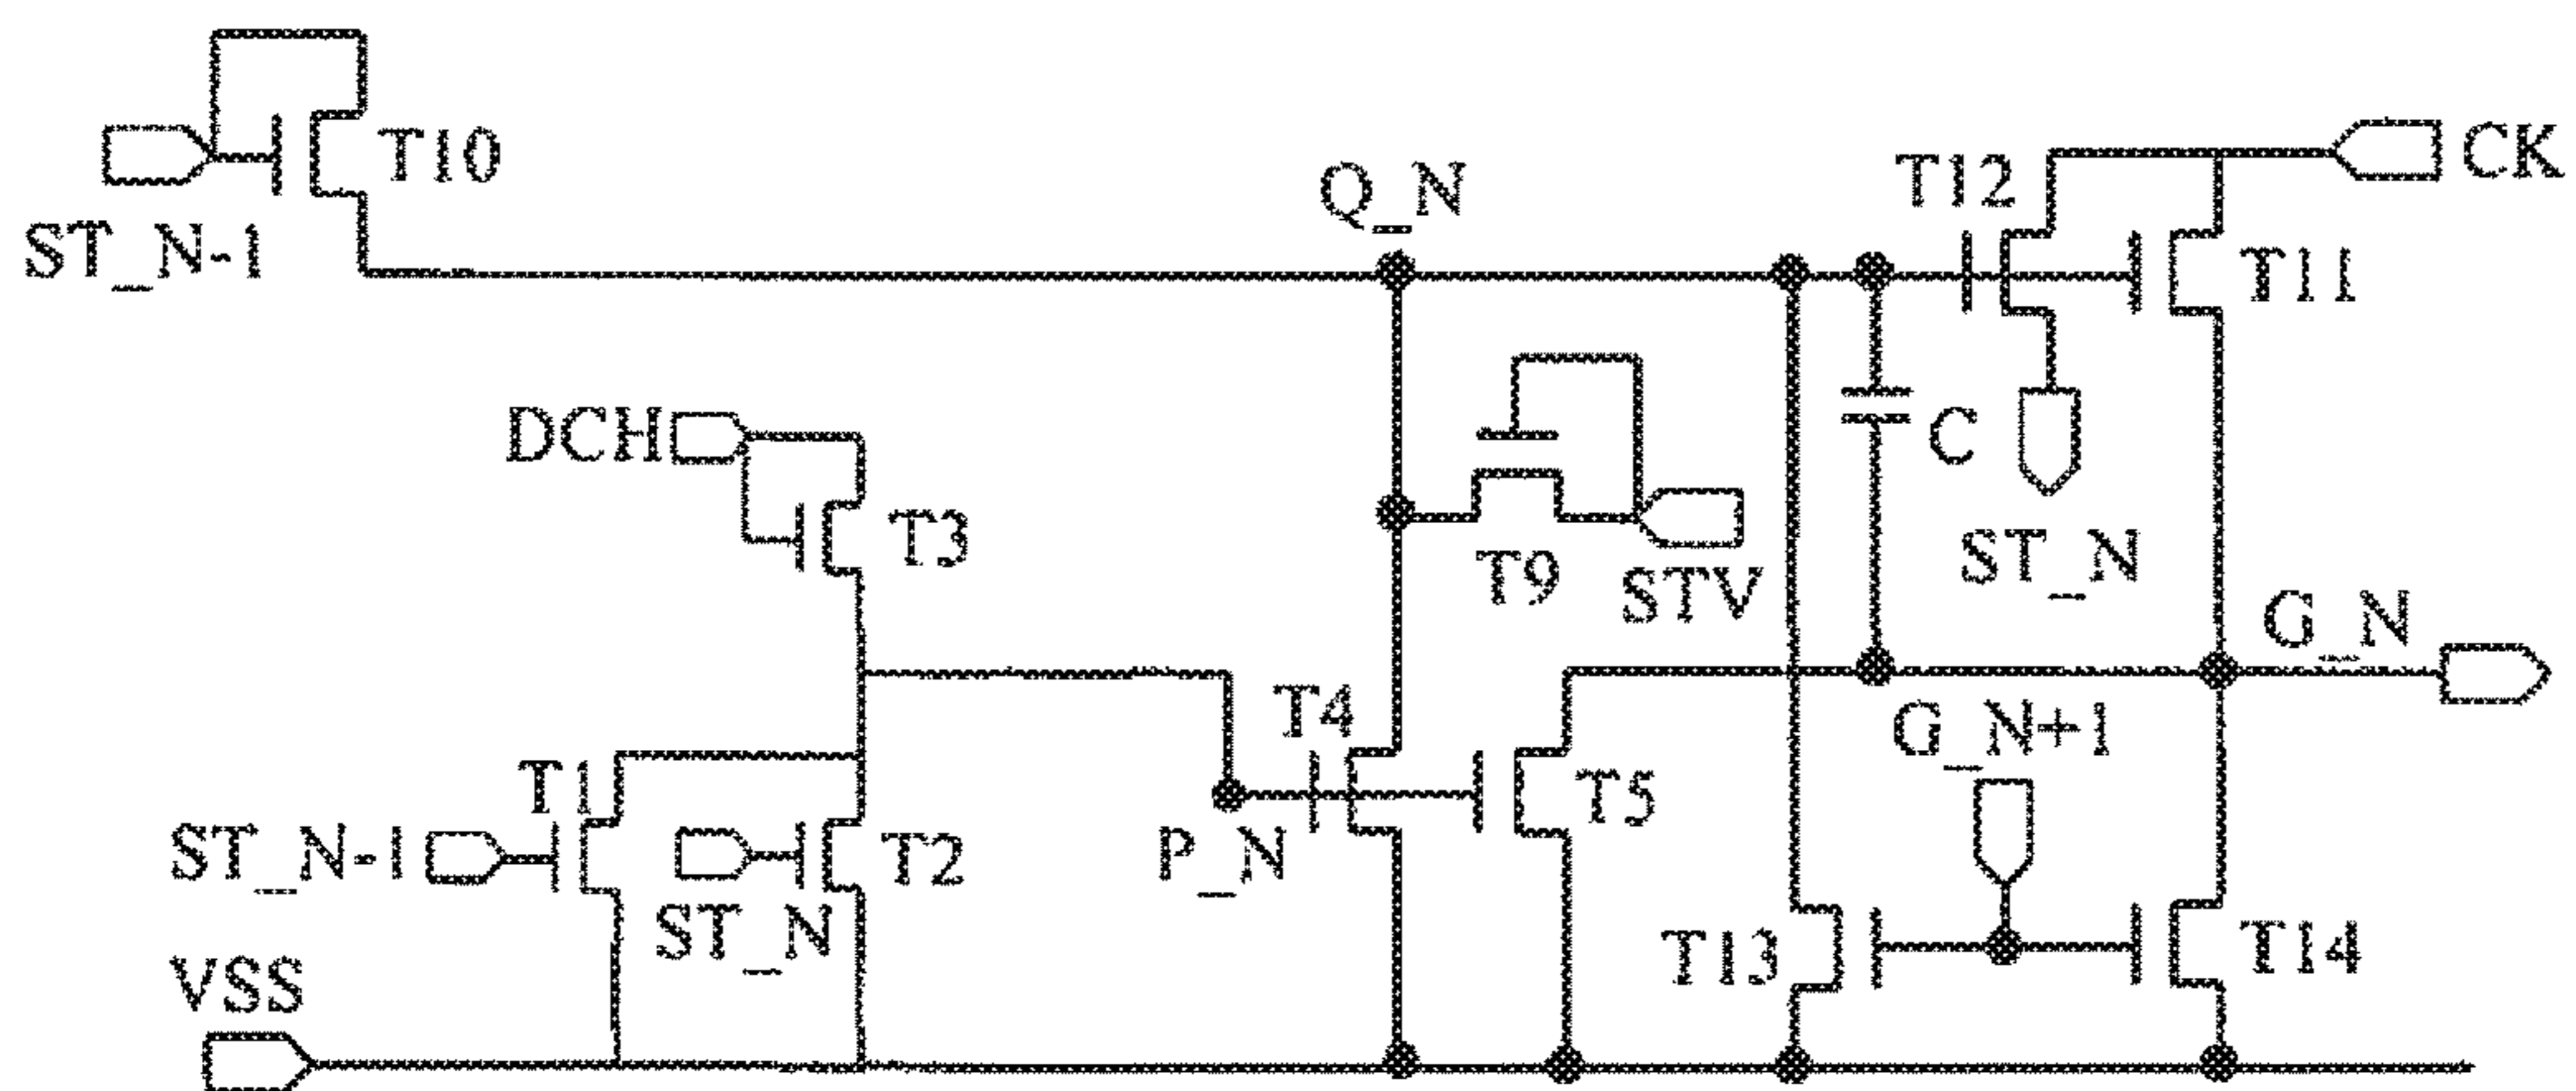 T10
ST_N-1
Q_N
T12
CK
T11
DCH
T3
C
T9
STV
ST_N
G_N
T4
G_N+1
T1
T5
ST_N-1
T2
P_N
ST_N
T13
T14
VSS